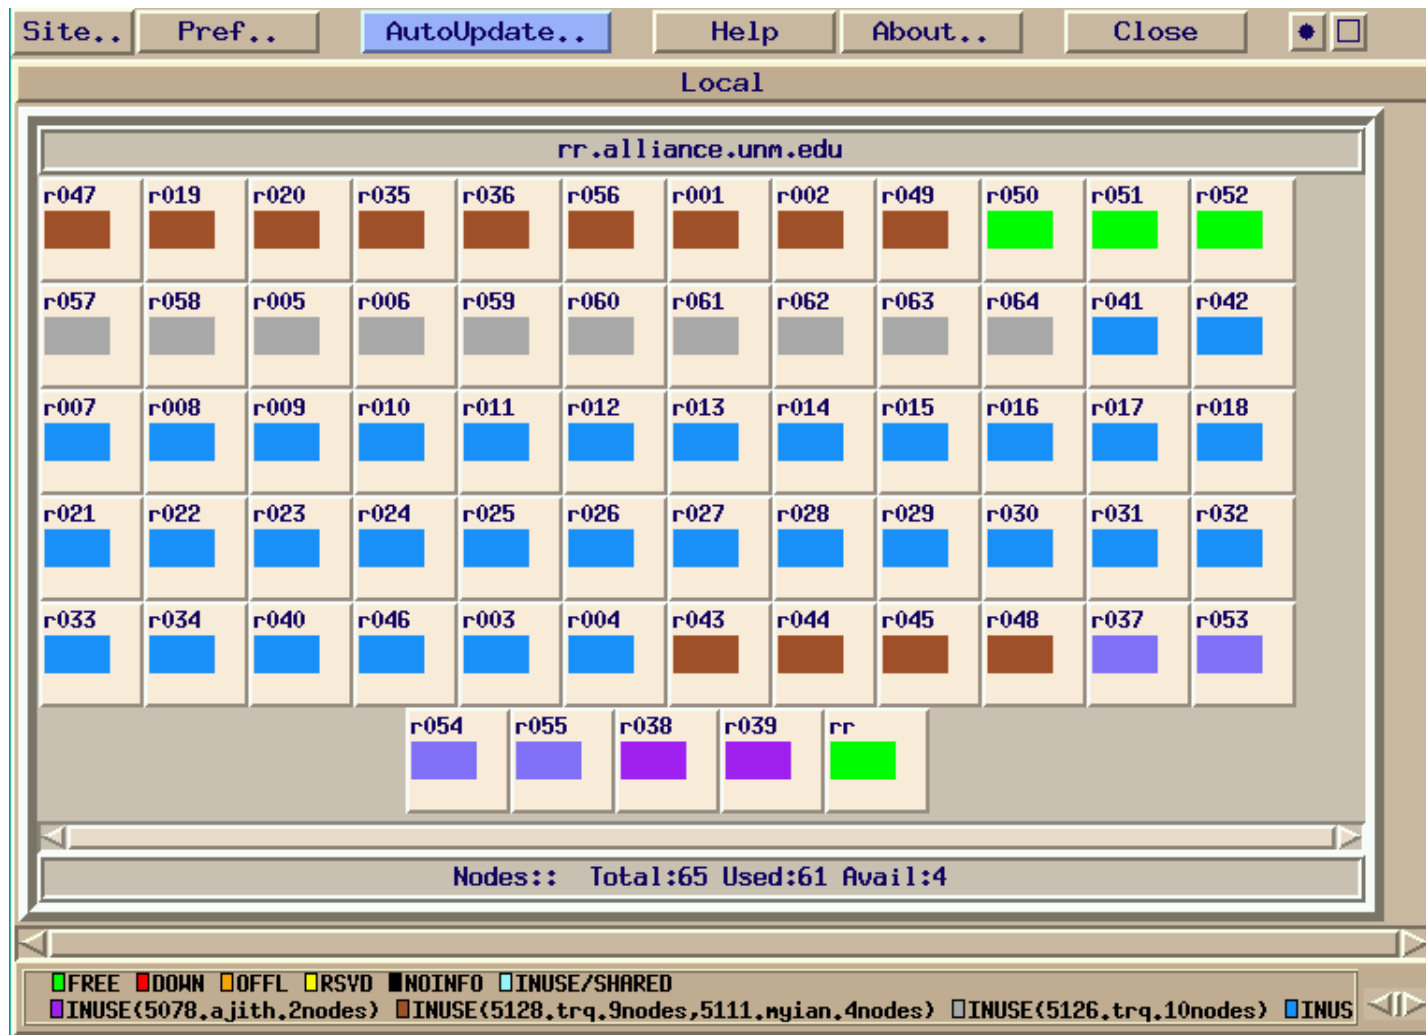 Site.. Pref.. AutoUpdate.. Help About.. Close
Local
rr.alliance.unm.edu
r047 r019 r020 r035 r036 r056 r001 r002 r049 r050 r051 r052
r057 r058 r005 r006 r059 r060 r061 r062 r063 r064 r041 r042
r007 r008 r009 r010 r011 r012 r013 r014 r015 r016 r017 r018
r021 r022 r023 r024 r025 r026 r027 r028 r029 r030 r031 r032
r033 r034 r040 r046 r003 r004 r043 r044 r045 r048 r037 r053
r054 r055 r038 r039 rr
Nodes:: Total:65 Used:61 Avail:4
FREE DOWN OFFL RSVD NOINFO INUSE/SHARED
INUSE(5078.ajith.2nodes) INUSE(5128.trq.9nodes,5111.myian.4nodes) INUSE(5126.trq.10nodes) INUS